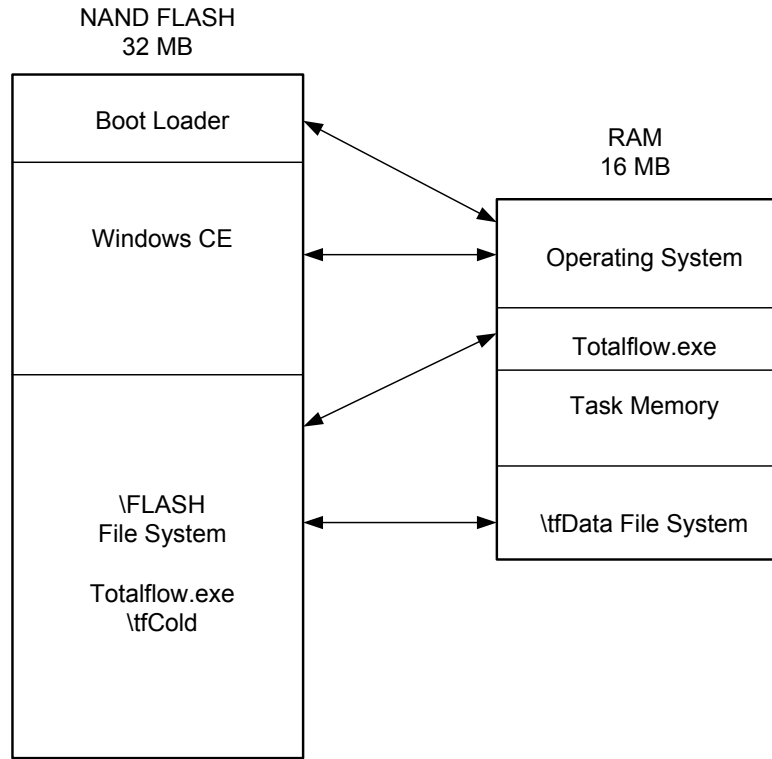 NAND FLASH
32 MB
Boot Loader
Windows CE
\FLASH
File System
Totalflow.exe
\tfCold
RAM
16 MB
Operating System
Totalflow.exe
Task Memory
\tfData File System